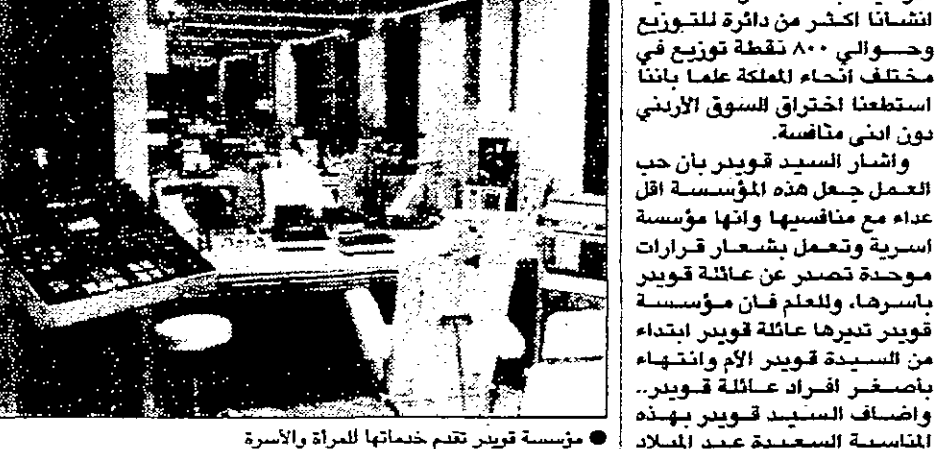 انشانا اكثر من دائرة للتوزيع
وحوالي ٨٠٠ نقطة توزيع في
مختلف انحاء المملكة علما باننا
استطعنا اختراق السوق الأردني
دون ادنى منافسة.
واشار السيد قويدر بان حب
العمل جعل هذه المؤسسة اقل
عداء مع منافسيها وانها مؤسسة
اسرية وتعمل بشعار قرارات
موحدة تصدر عن عائلة قويدر
باسرها، وللعلم فان مؤسسة
قويدر تديرها عائلة قويدر ابتداء
من السيدة قويدر الأم وانتهاء
بأصغر افراد عائلة قويدر..
واضاف السيد قويدر بهذه
المناسبة السعيدة عيد الميلاد
● مؤسسة قويدر تقدم خدماتها للمرأة والأسرة